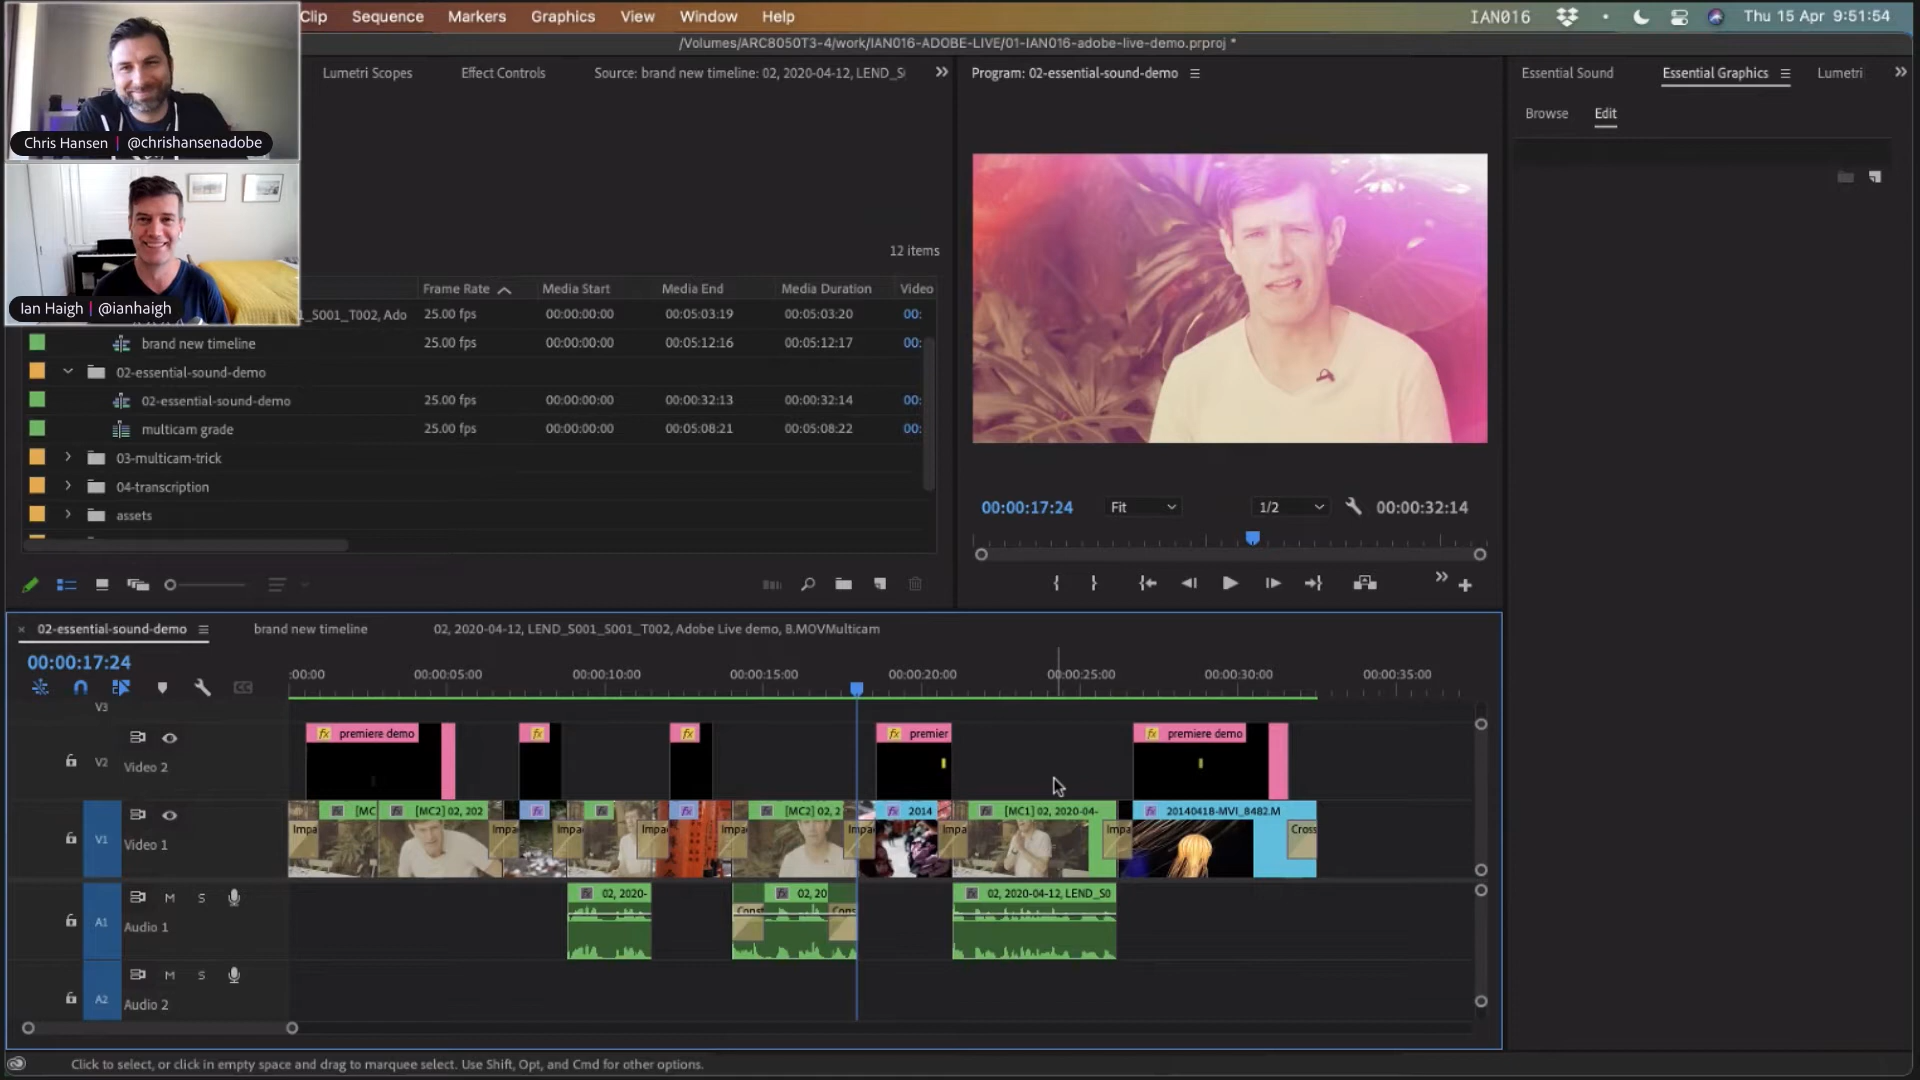 Clip Sequence Markers Graphics View Window Help IAN016 Thu 15 Apr 9:51:54
/Volumes/ARC8050T3-4/work/IAN016-ADOBE-LIVE/01-IAN016-adobe-live-demo.prproj *
Lumetri Scopes Effect Controls Source: brand new timeline: 02, 2020-04-12, LEND_S
Program: 02-essential-sound-demo
Essential Sound Essential Graphics Lumetri
Browse Edit
Chris Hansen | @chrishansenadobe
Ian Haigh | @ianhaigh
12 items
Frame Rate Media Start Media End Media Duration Video
_S001_T002, Ado 25.00 fps 00:00:00:00 00:05:03:19 00:05:03:20 00:
brand new timeline 25.00 fps 00:00:00:00 00:05:12:16 00:05:12:17 00:
02-essential-sound-demo
02-essential-sound-demo 25.00 fps 00:00:00:00 00:00:32:13 00:00:32:14 00:
multicam grade 25.00 fps 00:00:00:00 00:05:08:21 00:05:08:22 00:
03-multicam-trick
04-transcription
assets
00:00:17:24 Fit 1/2 00:00:32:14
02-essential-sound-demo brand new timeline 02, 2020-04-12, LEND_S001_S001_T002, Adobe Live demo, B.MOVMulticam
00:00:17:24
:00:00 00:00:05:00 00:00:10:00 00:00:15:00 00:00:20:00 00:00:25:00 00:00:30:00 00:00:35:00
V3
fx premiere demo fx fx fx premier fx premiere demo
V2 Video 2
fx [MC fx [MC2] 02, 202 fx fx fx fx [MC2] 02, 2 fx 2014 fx [MC1] 02, 2020-04- fx 20140418-MVI_8482.M
Impa Impa Impa Impa Impa Impa Impa Impa Cross
V1 Video 1
M S
fx 02, 2020- fx 02, 20 fx 02, 2020-04-12, LEND_S0
Const Cons
A1 Audio 1
M S
A2 Audio 2
Click to select, or click in empty space and drag to marquee select. Use Shift, Opt, and Cmd for other options.